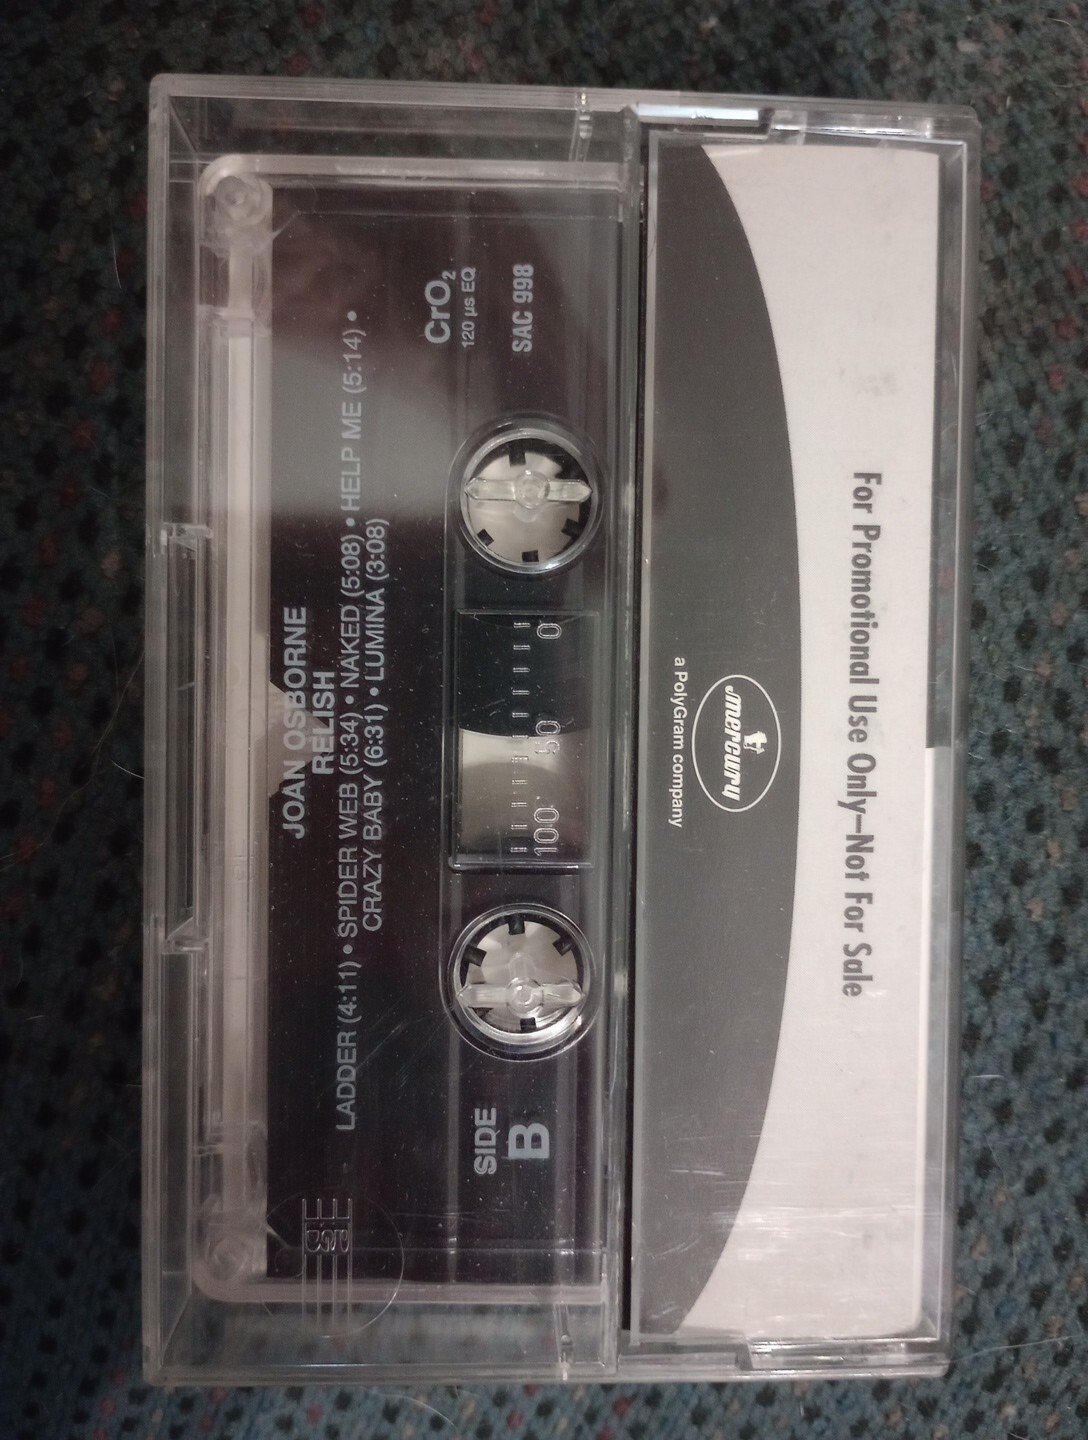 JOAN OSBORNE
RELISH
LADDER (4:11) • SPIDER WEB (5:34) • NAKED (5:08) • HELP ME (5:14) •
CRAZY BABY (6:31) • LUMINA (3:08)
CrO2
120 µs EQ
SIDE
B
SAC 998
100 50 0
a PolyGram company
mercury
For Promotional Use Only–Not For Sale